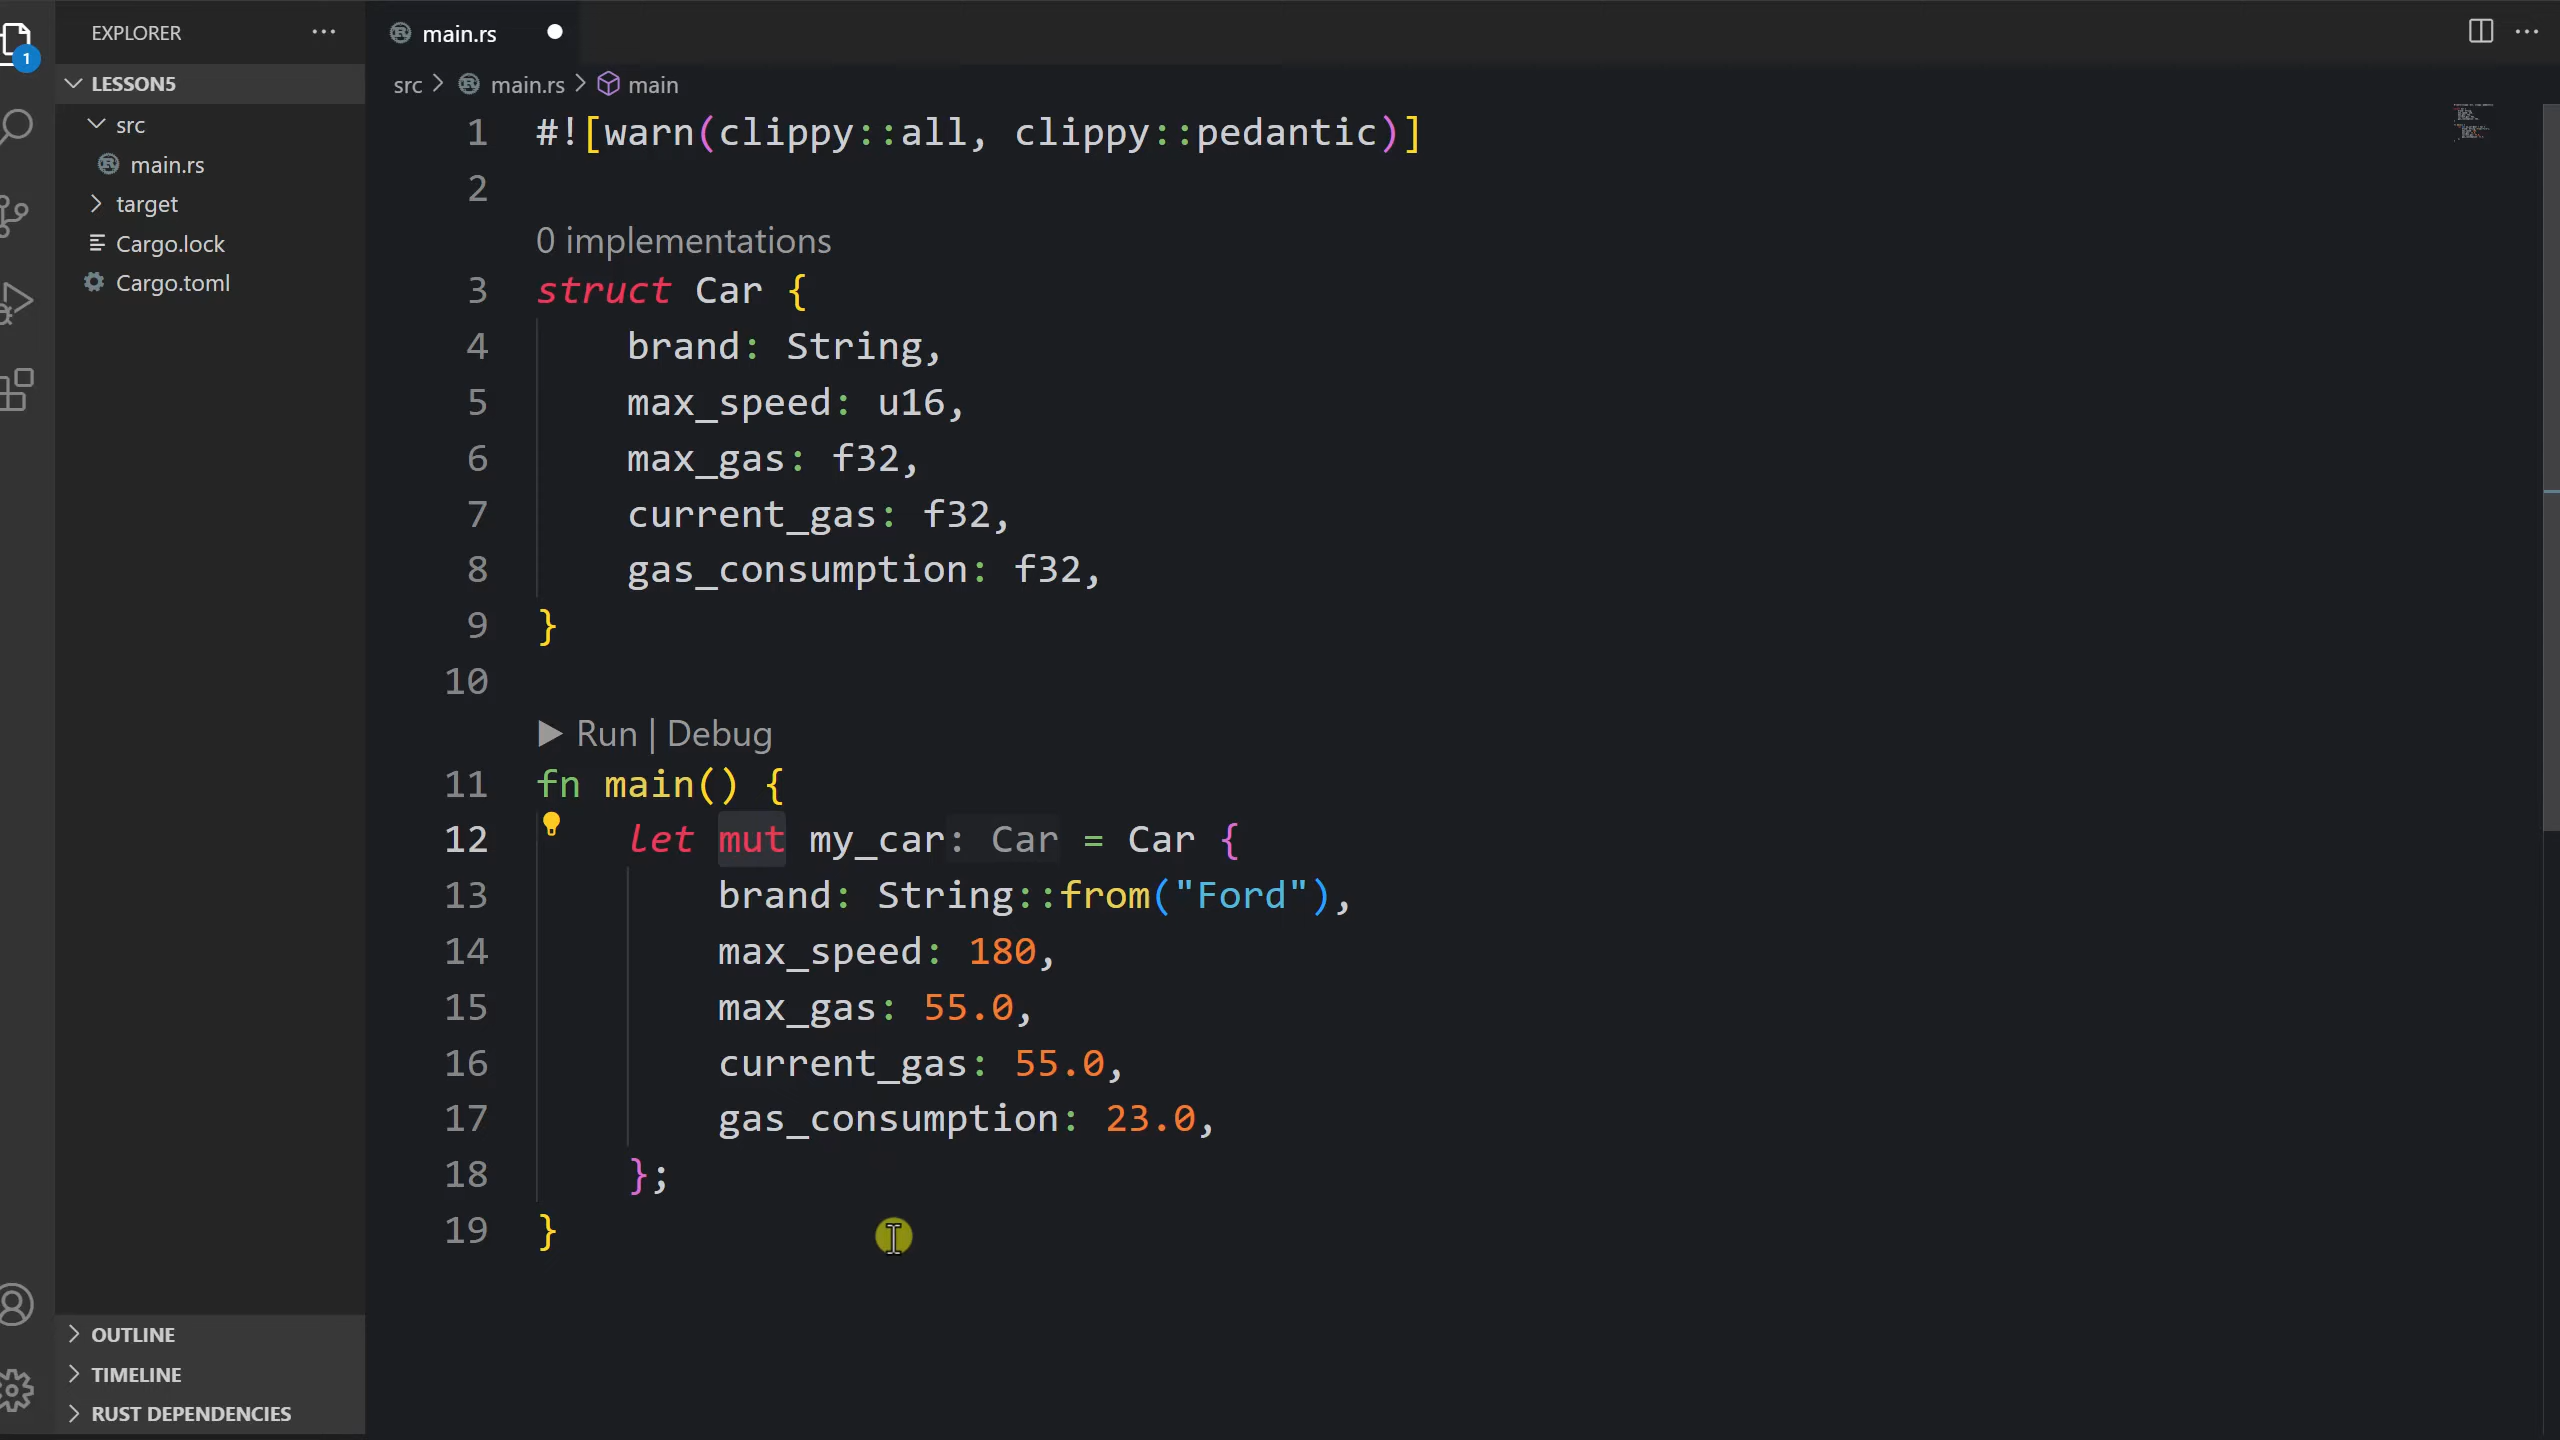 EXPLORER
LESSON5
src
main.rs
target
Cargo.lock
Cargo.toml
OUTLINE
TIMELINE
RUST DEPENDENCIES
1
main.rs
src > main.rs > main
1 #![warn(clippy::all, clippy::pedantic)]
2
0 implementations
3 struct Car {
4 brand: String,
5 max_speed: u16,
6 max_gas: f32,
7 current_gas: f32,
8 gas_consumption: f32,
9 }
10
Run | Debug
11 fn main() {
12 let mut my_car: Car = Car {
13 brand: String::from("Ford"),
14 max_speed: 180,
15 max_gas: 55.0,
16 current_gas: 55.0,
17 gas_consumption: 23.0,
18 };
19 }